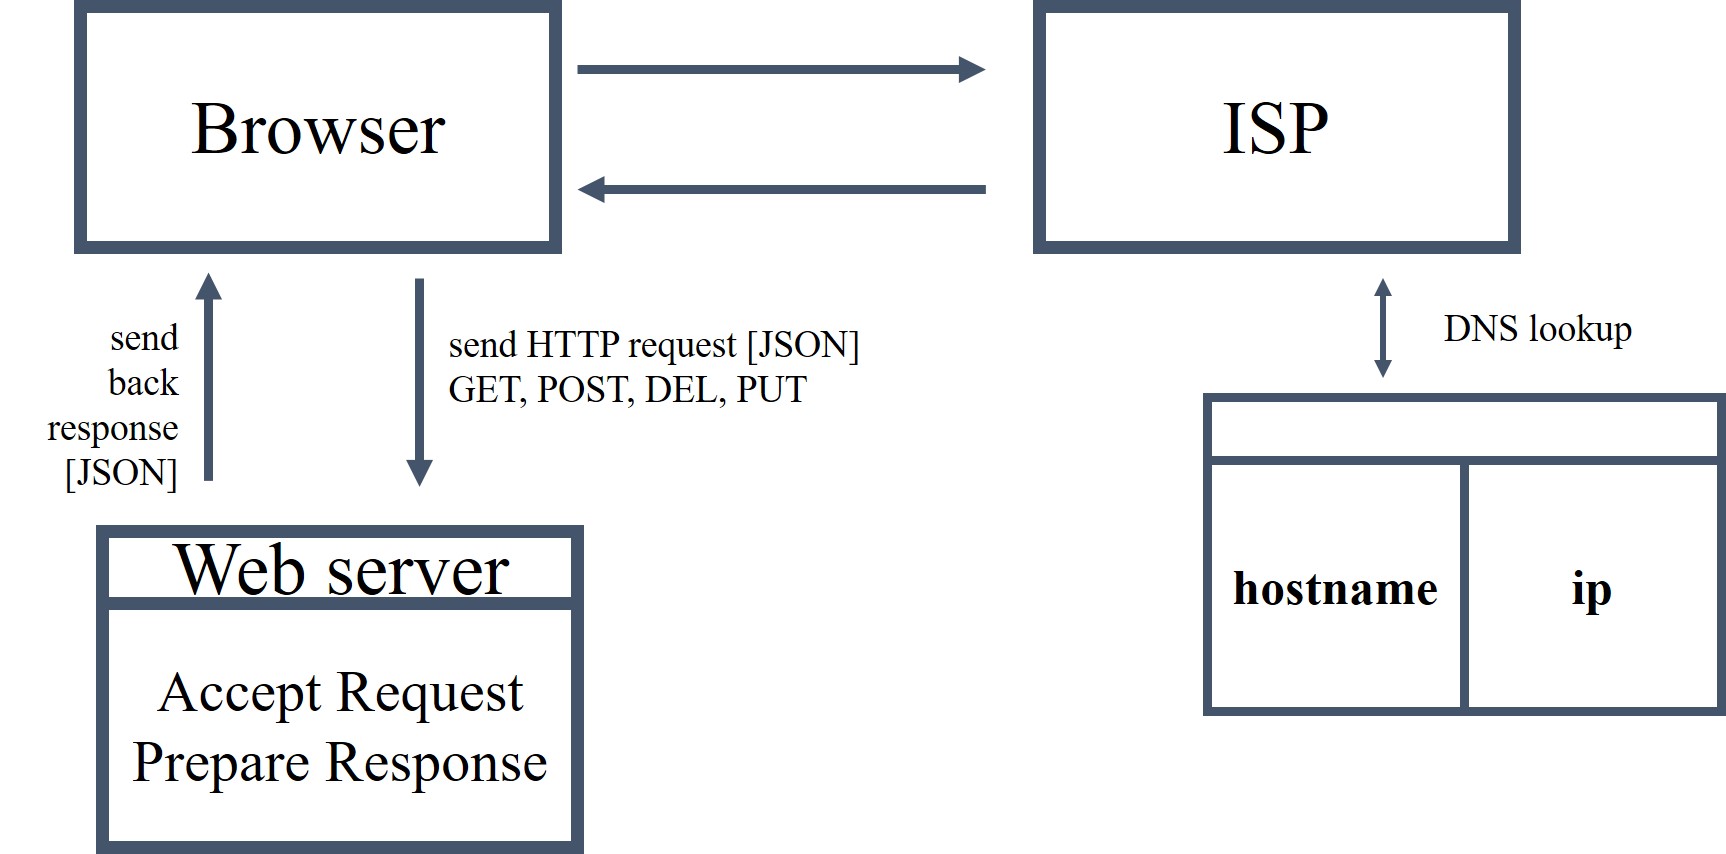 Browser
ISP
send
back
response
[JSON]
send HTTP request [JSON]
GET, POST, DEL, PUT
DNS lookup
Web server
Accept Request
Prepare Response
hostname
ip